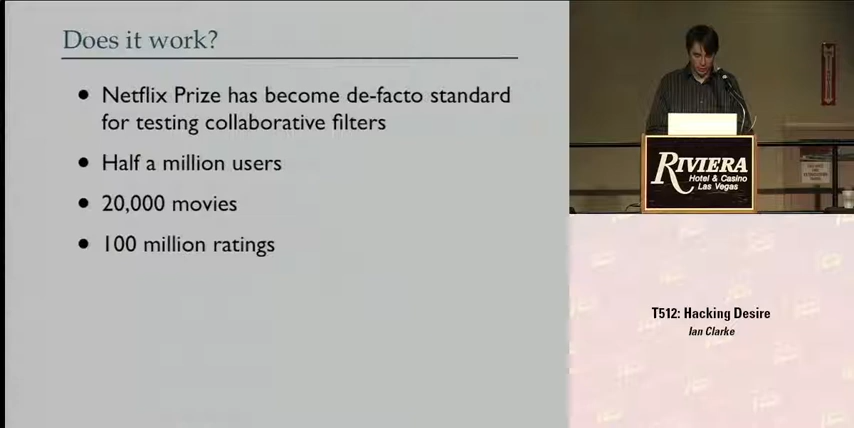 Does it work?
Netflix Prize has become de-facto standard
for testing collaborative filters
Half a million users
20,000 movies
100 million ratings
RIVIERA
Hotel & Casino
Las Vegas
T512: Hacking Desire
Ian Clarke